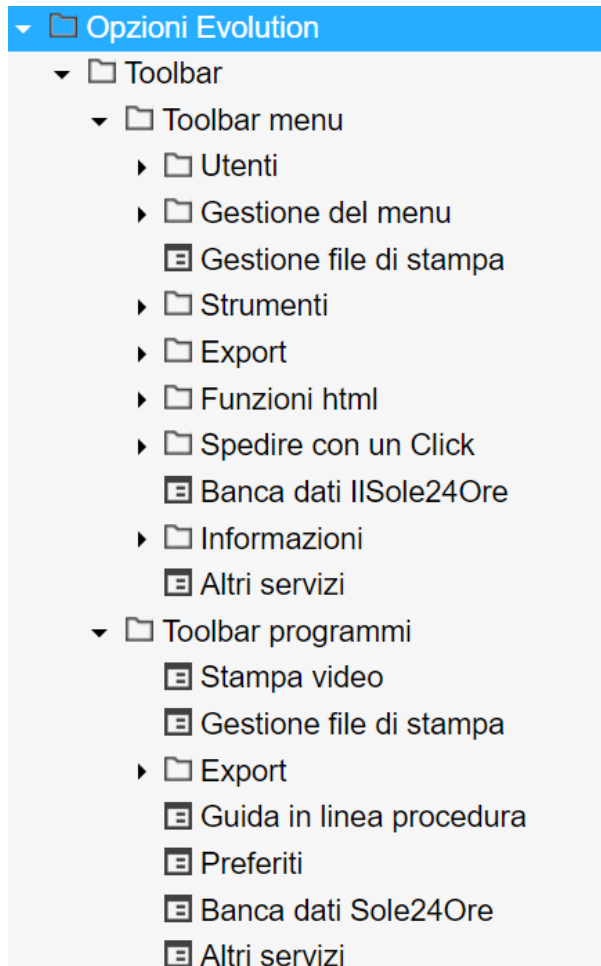 Opzioni Evolution
Toolbar
Toolbar menu
Utenti
Gestione del menu
Gestione file di stampa
Strumenti
Export
Funzioni html
Spedire con un Click
Banca dati IlSole24Ore
Informazioni
Altri servizi
Toolbar programmi
Stampa video
Gestione file di stampa
Export
Guida in linea procedura
Preferiti
Banca dati Sole24Ore
Altri servizi